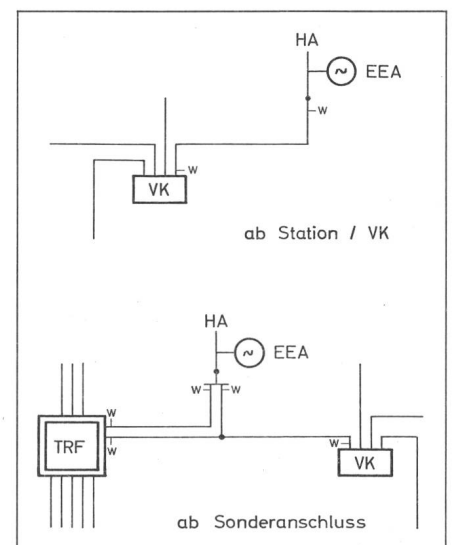 HA
~ EEA
W
W
VK
ab Station / VK
HA
~ EEA
W W
W
TRF
W
W
VK
ab Sonderanschluss